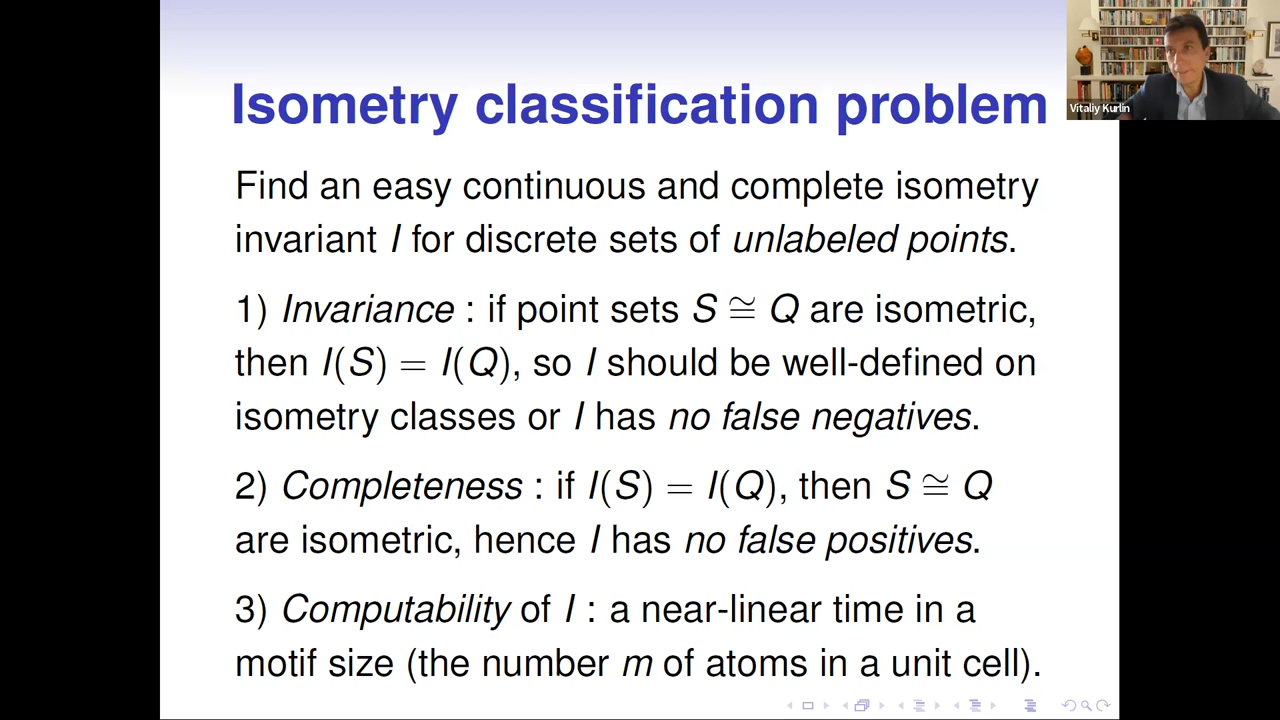 Isometry classification problem
Vitaliy Kurlin
Find an easy continuous and complete isometry
invariant I for discrete sets of unlabeled points.
1) Invariance : if point sets S ≅ Q are isometric,
then I(S) = I(Q), so I should be well-defined on
isometry classes or I has no false negatives.
2) Completeness : if I(S) = I(Q), then S ≅ Q
are isometric, hence I has no false positives.
3) Computability of I : a near-linear time in a
motif size (the number m of atoms in a unit cell).